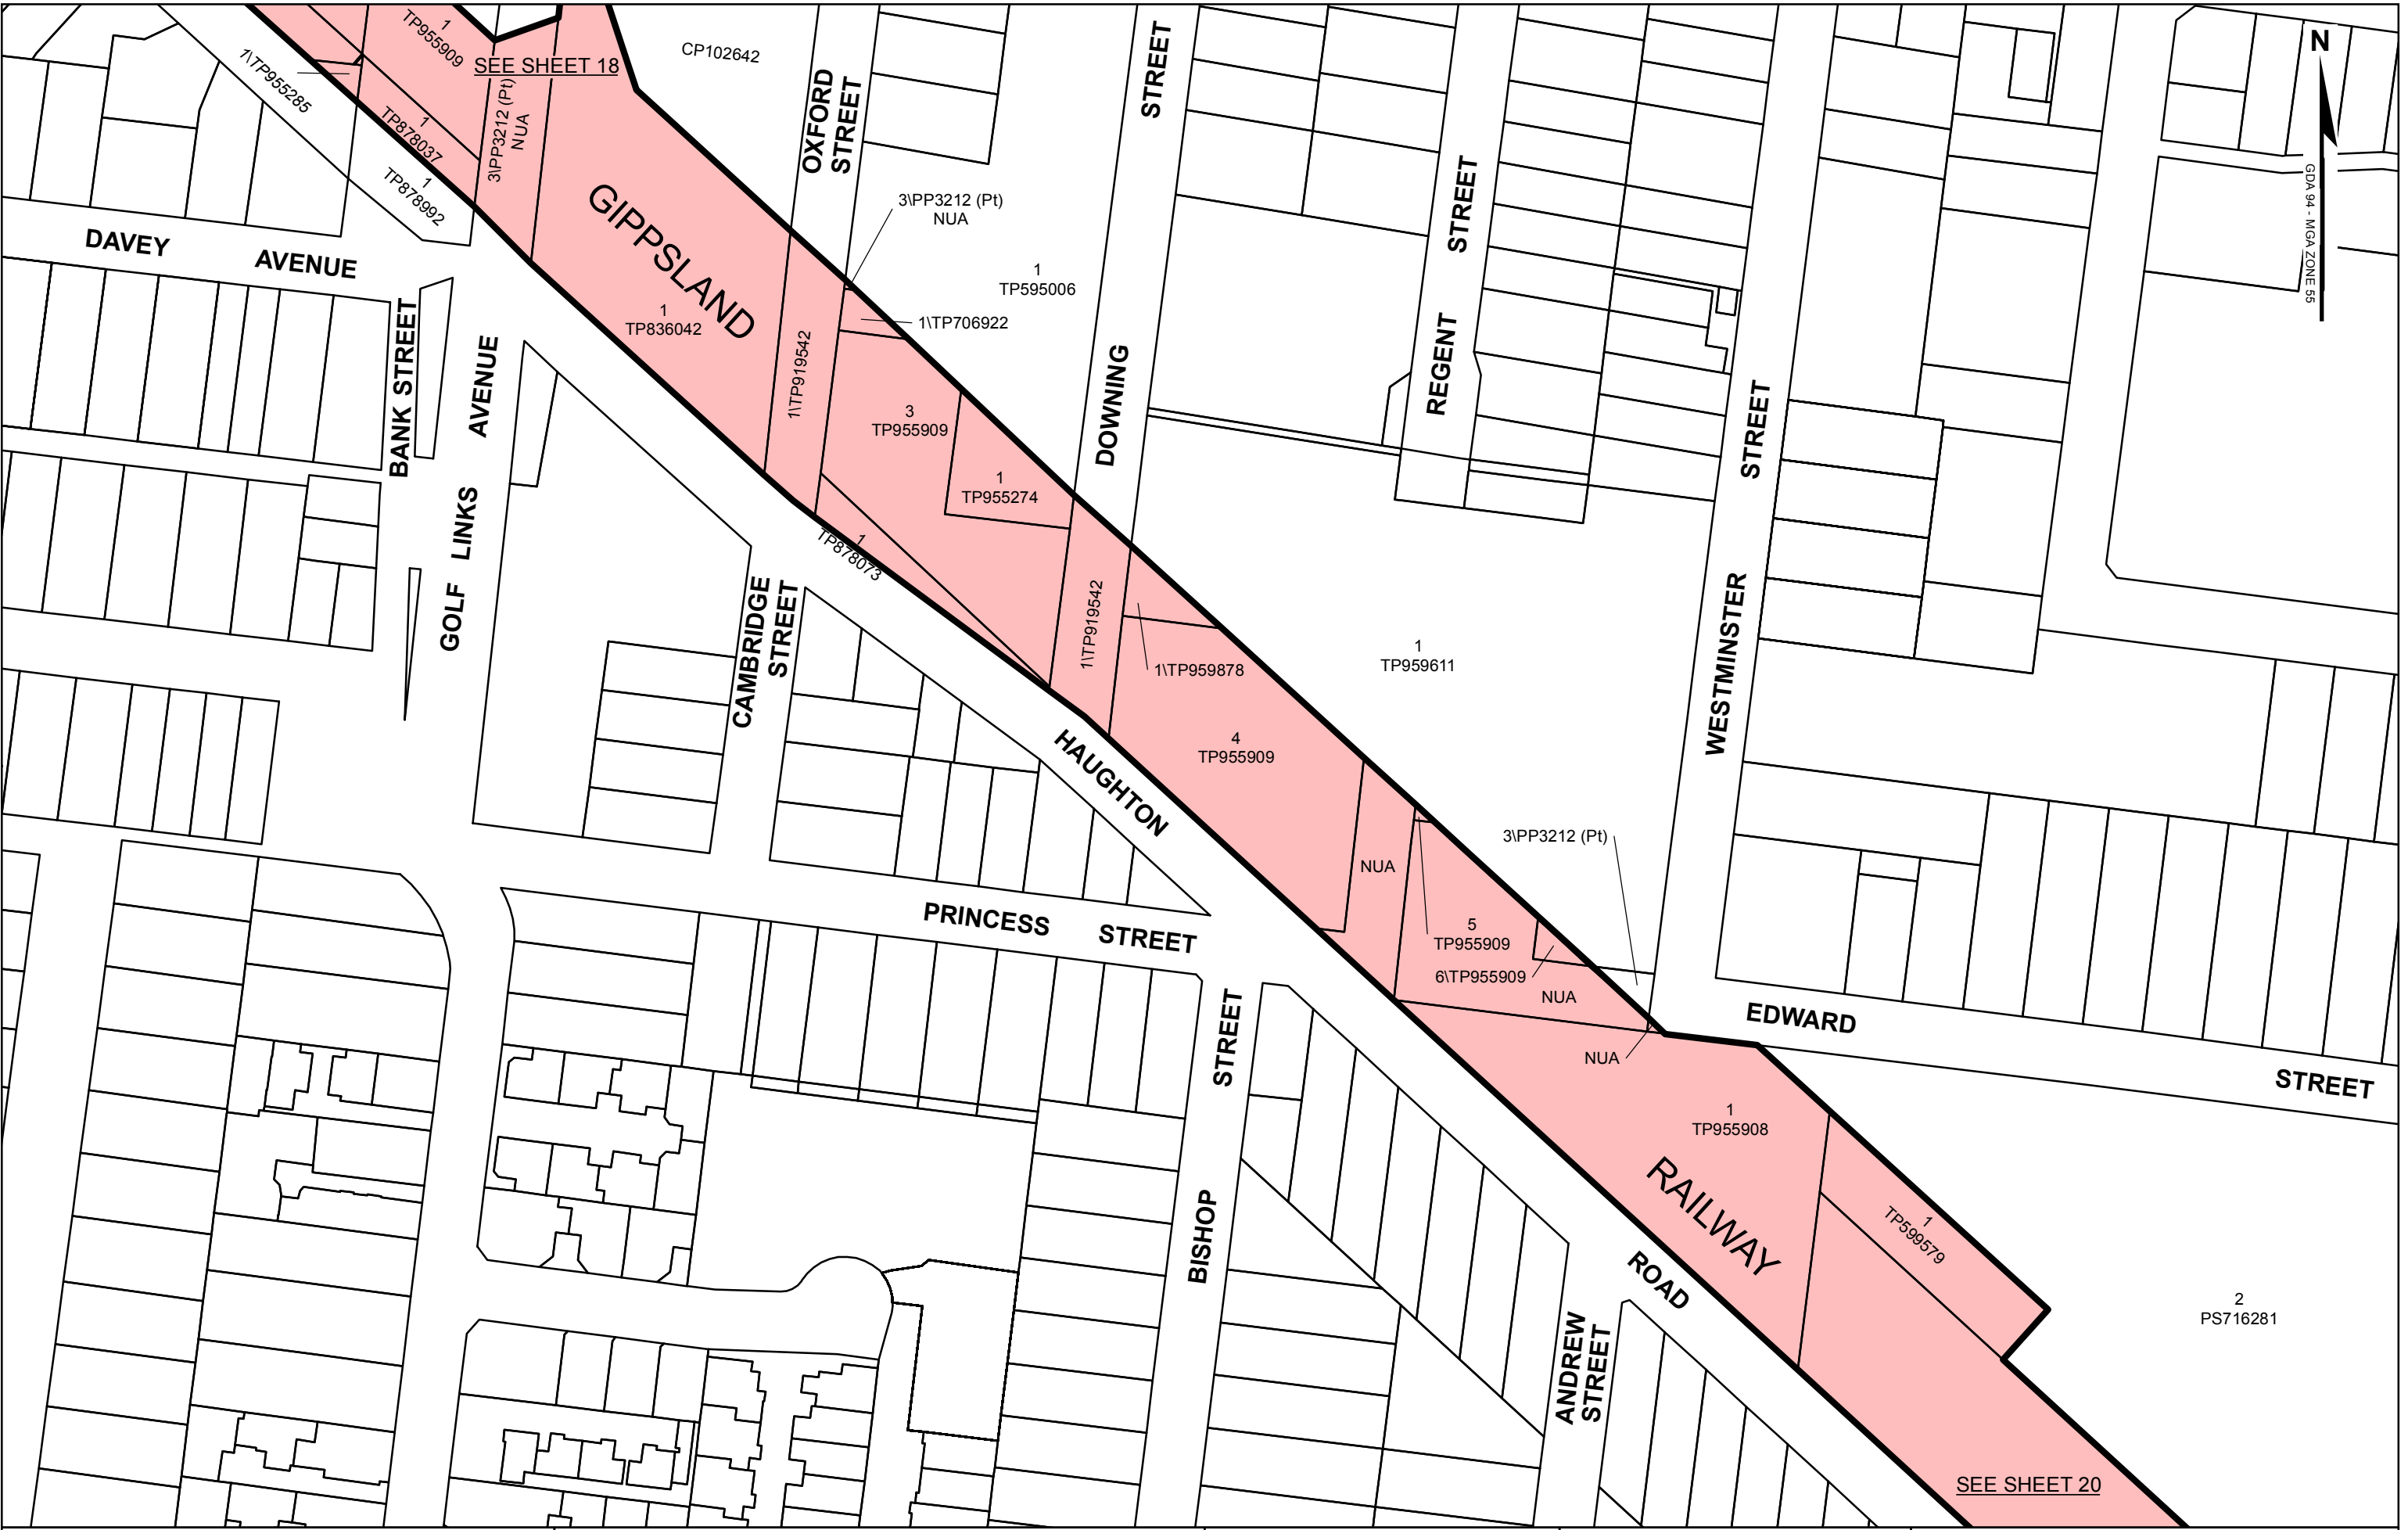 1
TP955909
SEE SHEET 18
CP102642
N
GDA 94 - MGA ZONE 55
1\TP955285
1
TP878037
3\PP3212 (Pt)
NUA
OXFORD
STREET
STREET
1
TP878992
GIPPSLAND
3\PP3212 (Pt)
NUA
STREET
DAVEY AVENUE
1
TP595006
1
TP836042
1\TP706922
BANK STREET
AVENUE
1\TP919542
DOWNING
REGENT
STREET
3
TP955909
1
TP955274
LINKS
GOLF
1
TP878073
CAMBRIDGE
STREET
1\TP919542
1\TP959878
1
TP959611
WESTMINSTER
4
TP955909
HAUGHTON
3\PP3212 (Pt)
NUA
PRINCESS STREET
5
TP955909
6\TP955909
NUA
STREET
EDWARD
NUA
STREET
1
TP955908
RAILWAY
BISHOP
1
TP599579
ROAD
2
PS716281
ANDREW
STREET
SEE SHEET 20